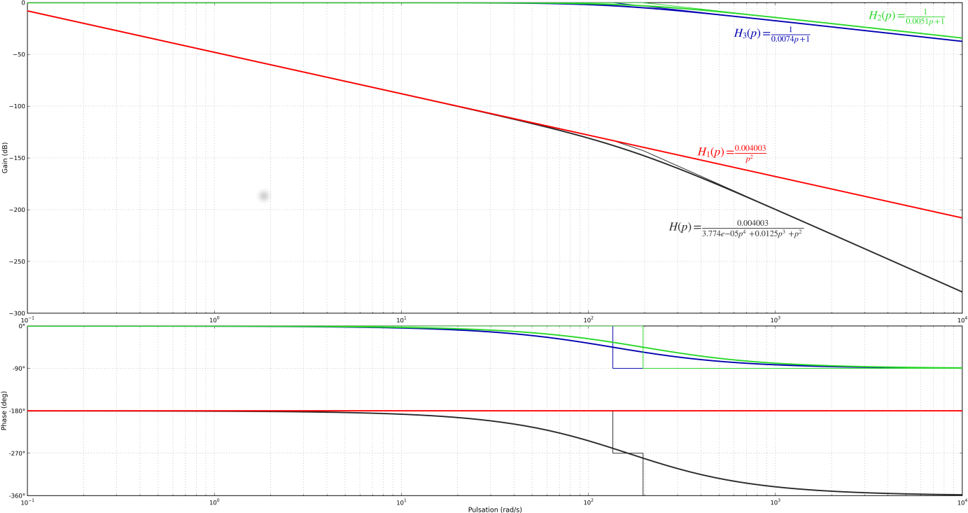 0
−50
−100
−150
−200
−250
−300
Gain (dB)
H₂(p)=1/(0.0051p+1)
H₃(p)=1/(0.0074p+1)
H₁(p)=0.004003/p²
H(p)=0.004003/(3.774e−05p⁴ +0.0125p³ +p²)
10⁻¹ 10⁰ 10¹ 10² 10³ 10⁴
0°
-90°
-180°
-270°
-360°
Phase (deg)
10⁻¹ 10⁰ 10¹ 10² 10³ 10⁴
Pulsation (rad/s)